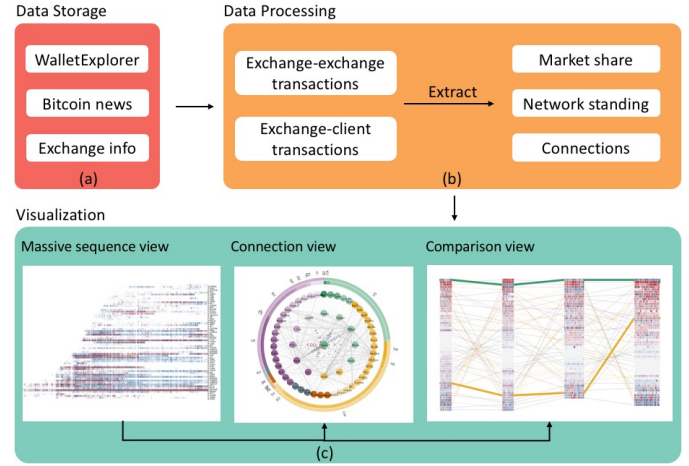 Data Storage
Data Processing
WalletExplorer
Bitcoin news
Exchange info
(a)
Exchange-exchange
transactions
Exchange-client
transactions
Extract
Market share
Network standing
Connections
(b)
Visualization
Massive sequence view
Connection view
Comparison view
(c)